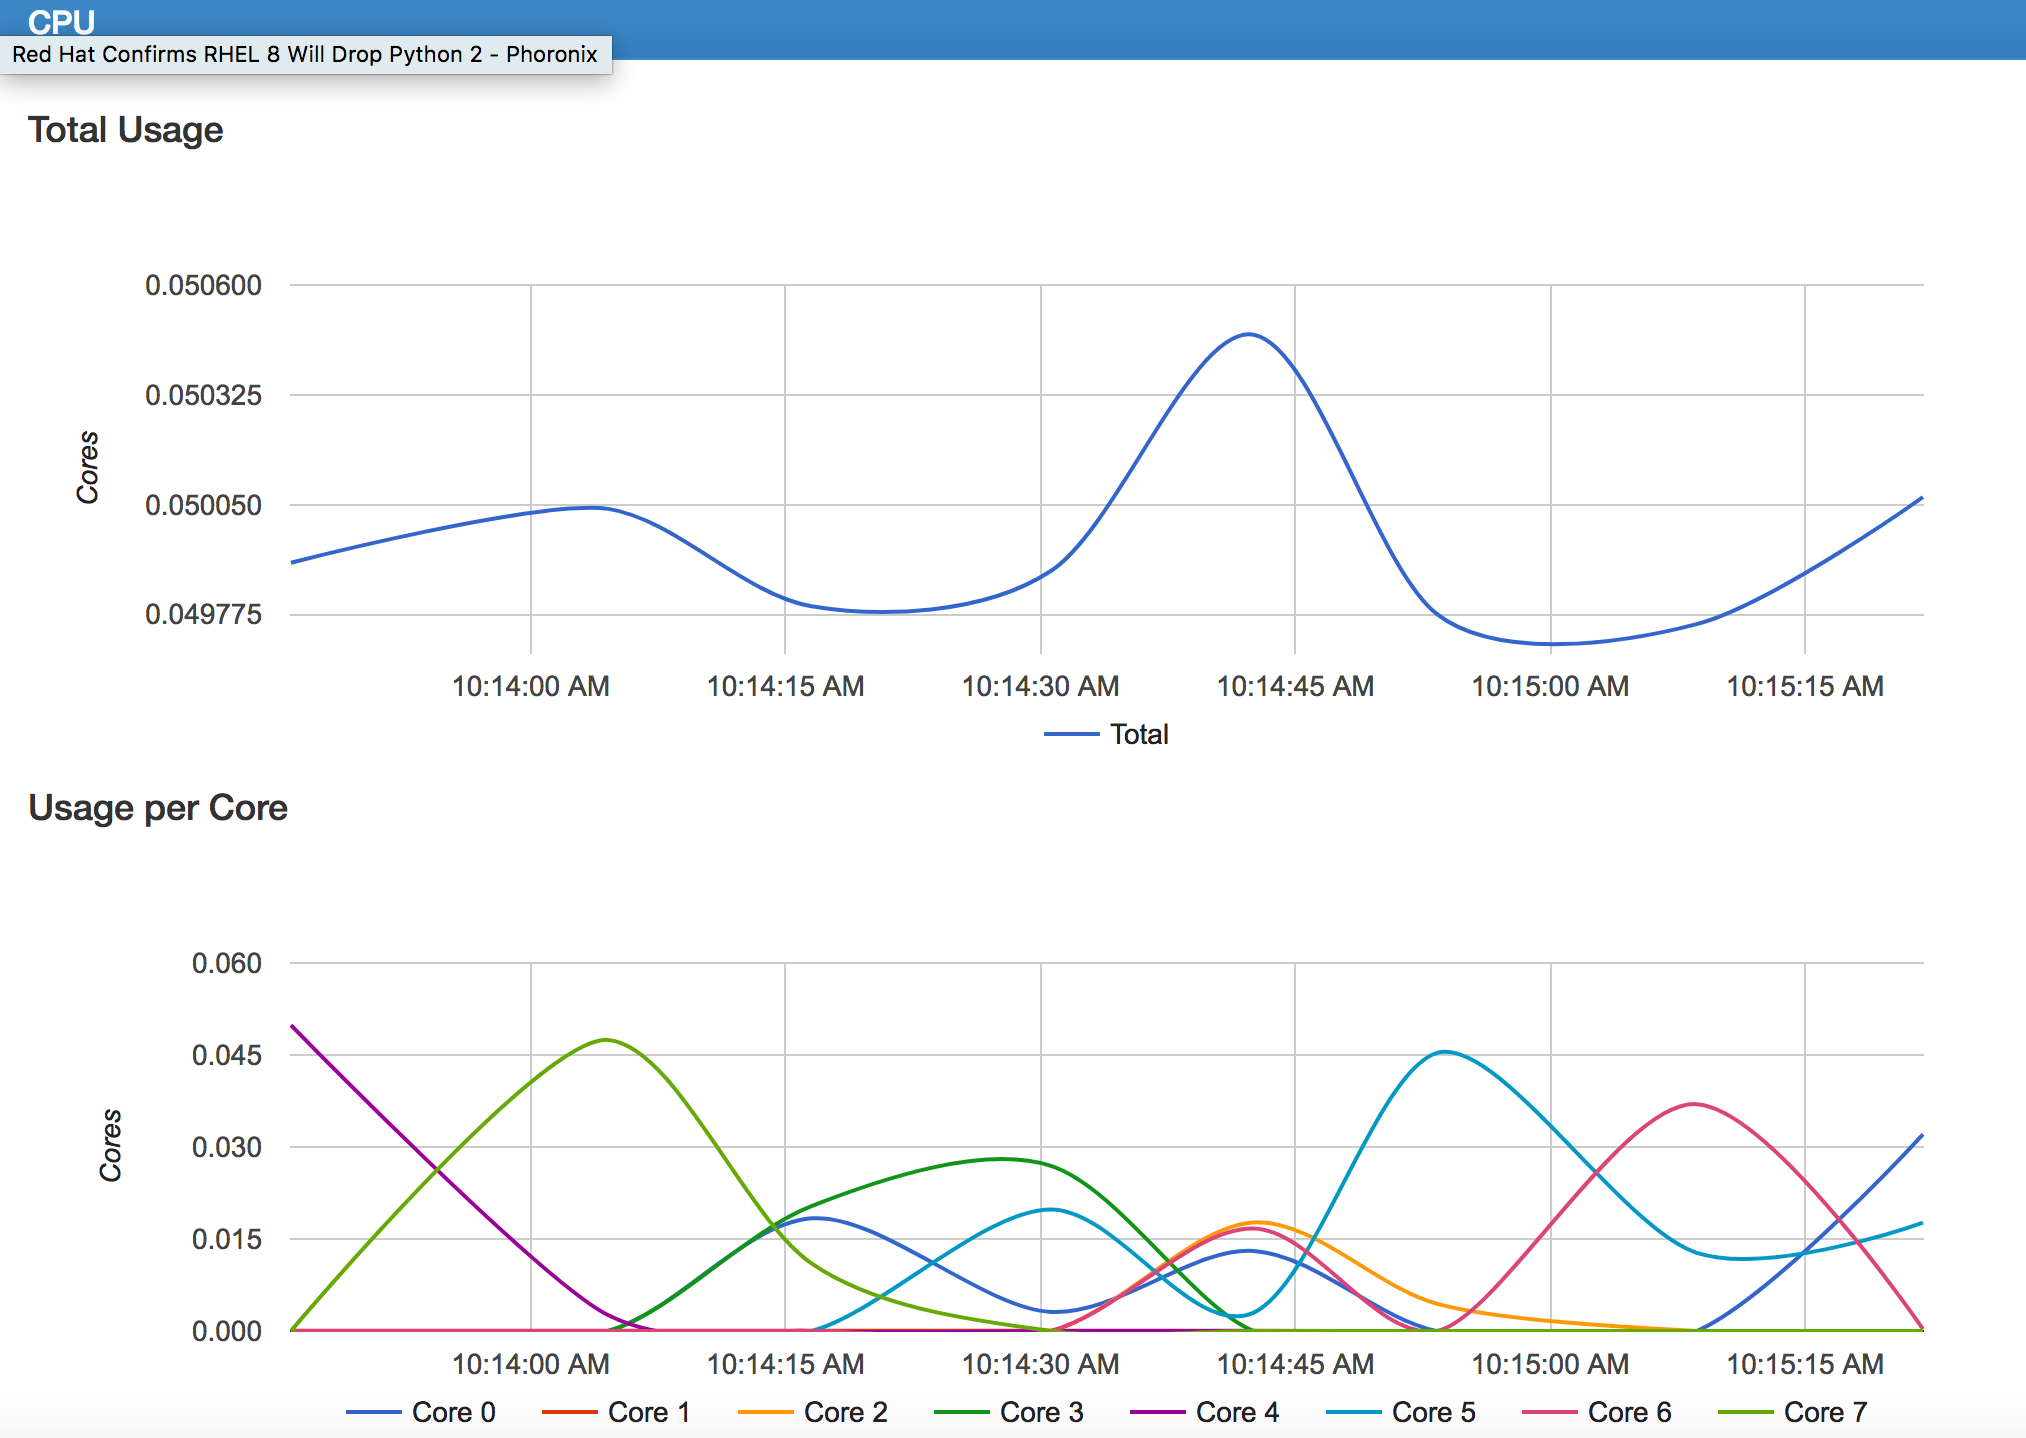 CPU
Red Hat Confirms RHEL 8 Will Drop Python 2 - Phoronix
Total Usage
0.050600
0.050325
0.050050
0.049775
Cores
10:14:00 AM 10:14:15 AM 10:14:30 AM 10:14:45 AM 10:15:00 AM 10:15:15 AM
Total
Usage per Core
0.060
0.045
0.030
0.015
0.000
Cores
10:14:00 AM 10:14:15 AM 10:14:30 AM 10:14:45 AM 10:15:00 AM 10:15:15 AM
Core 0 Core 1 Core 2 Core 3 Core 4 Core 5 Core 6 Core 7